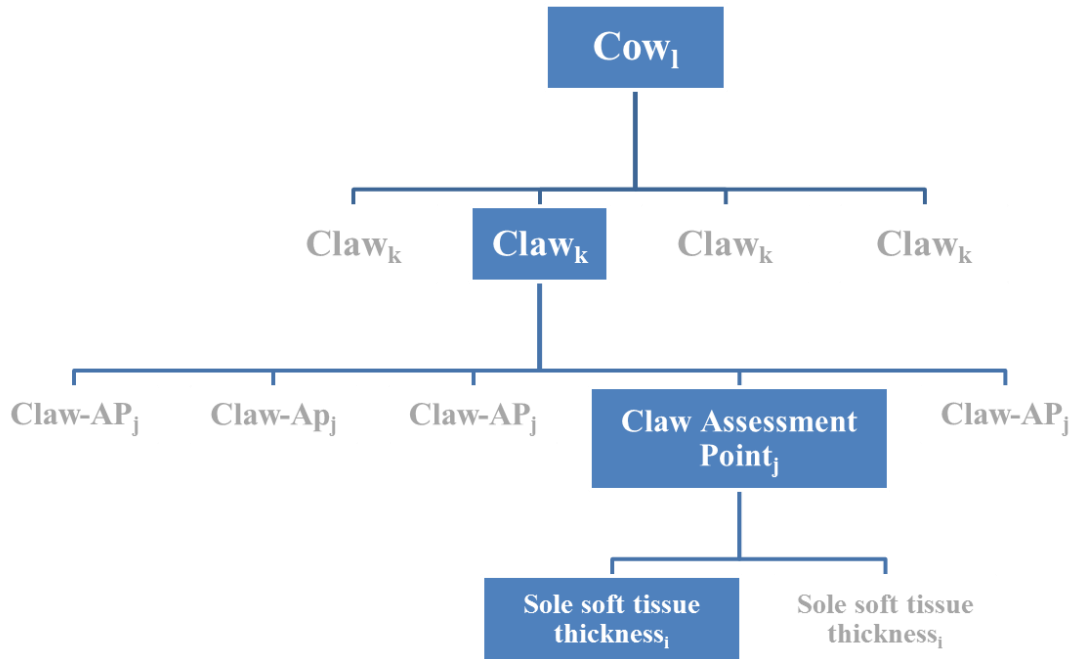 Cowₗ
Clawₖ
Clawₖ
Clawₖ
Clawₖ
Claw-APⱼ
Claw-Apⱼ
Claw-APⱼ
Claw Assessment
Pointⱼ
Claw-APⱼ
Sole soft tissue
thicknessᵢ
Sole soft tissue
thicknessᵢ